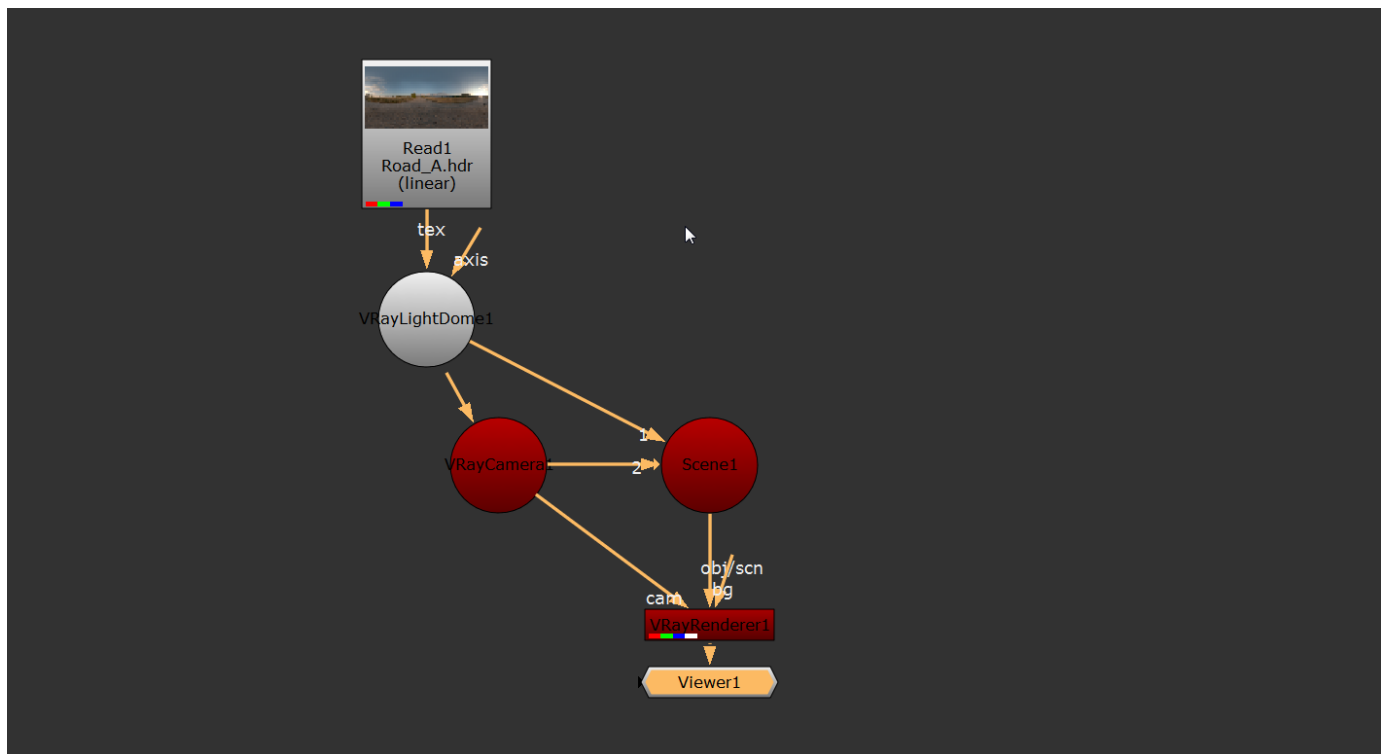 Read1
Road_A.hdr
(linear)
tex
axis
VRayLightDome1
1
VRayCamera1
2
Scene1
obj/scn
bg
cam
VRayRenderer1
Viewer1